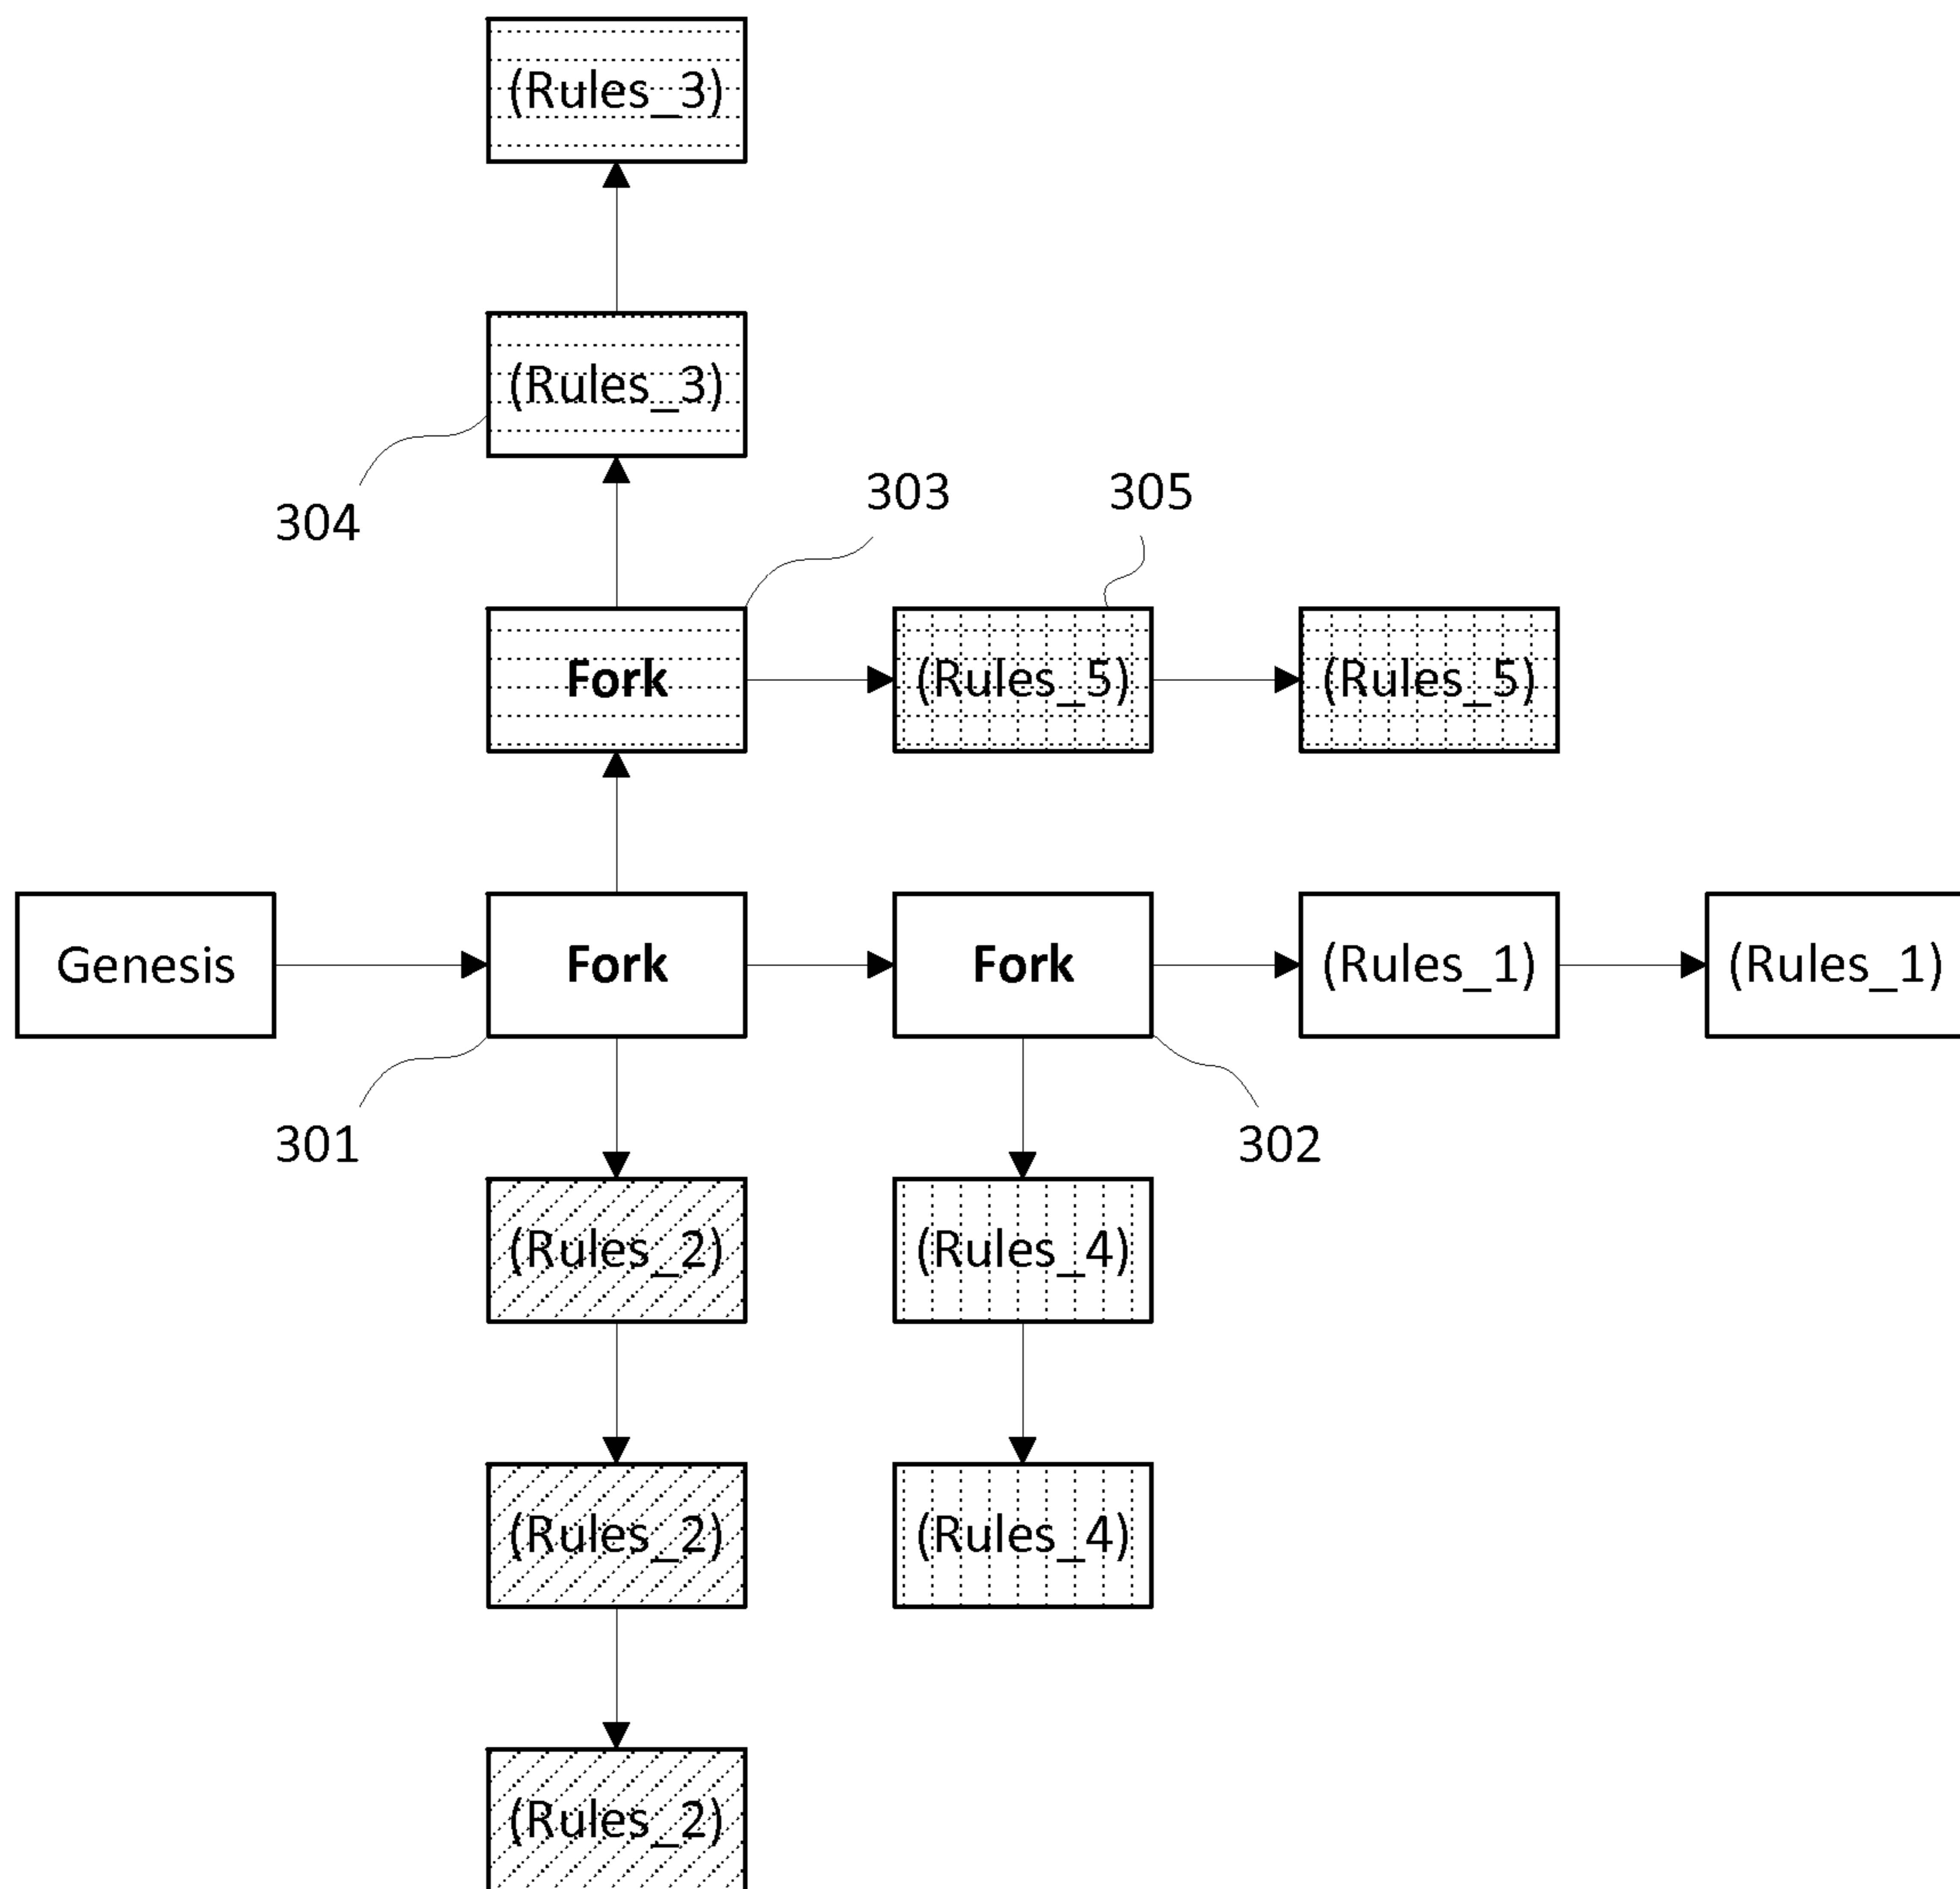 (Rules_3)
(Rules_3)
304
303
305
Fork
(Rules_5)
(Rules_5)
Genesis
Fork
Fork
(Rules_1)
(Rules_1)
301
302
(Rules_2)
(Rules_4)
(Rules_2)
(Rules_4)
(Rules_2)